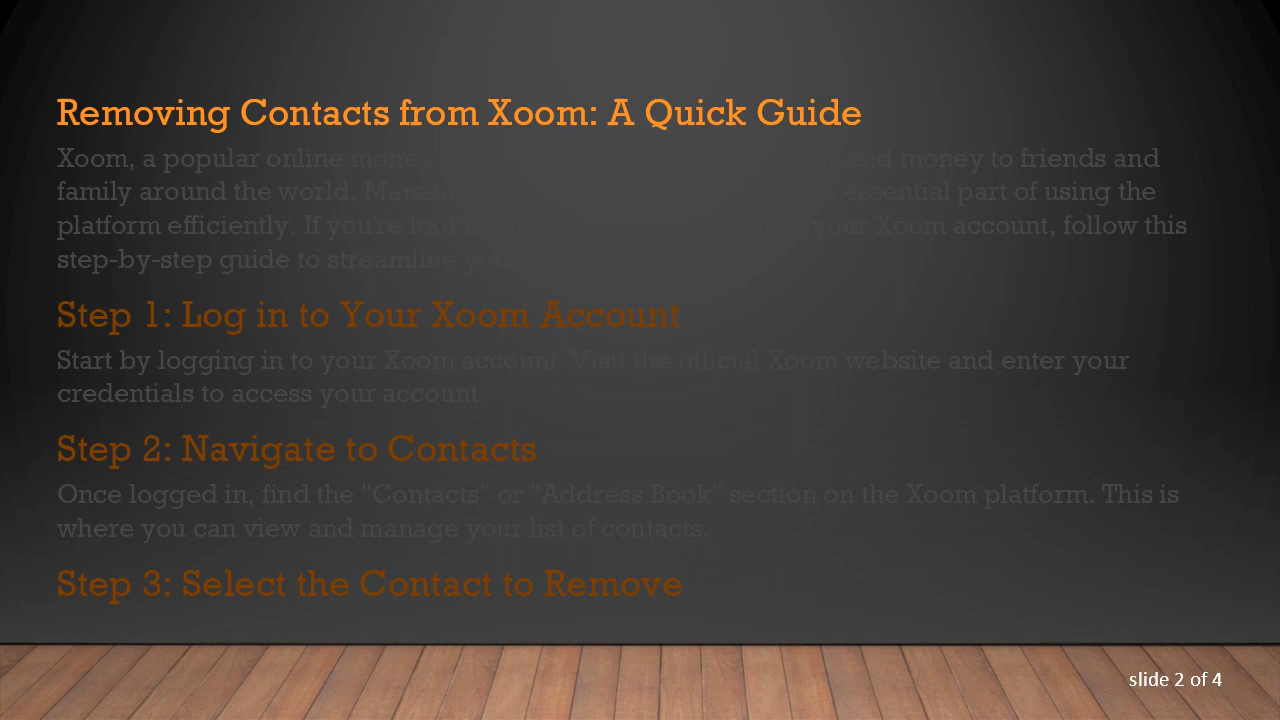 Removing Contacts from Xoom: A Quick Guide
Xoom, a popular online money money to friends and
family around the world. essential part of using the
platform efficiently. If you're looking your Xoom account, follow this
step-by-step guide to streamline
Step 1: Log in to Your Xoom Account
Start by logging in to your Xoom account. Visit the official Xoom website and enter your
credentials to access your account.
Step 2: Navigate to Contacts
Once logged in, find the "Contacts" or "Address Book" section on the Xoom platform. This is
where you can view and manage your list of contacts.
Step 3: Select the Contact to Remove
slide 2 of 4